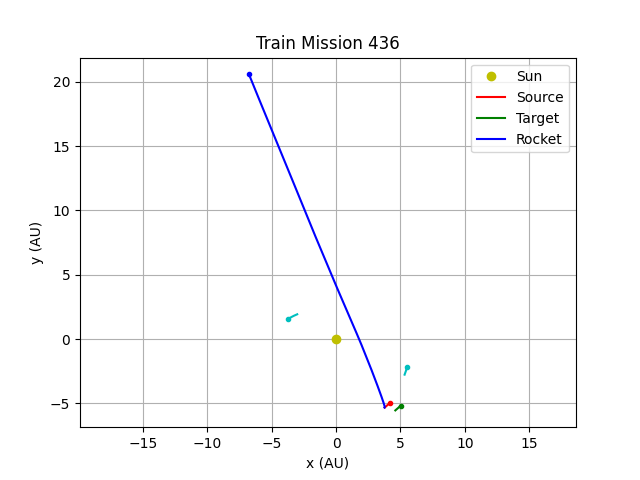 Train Mission 436
Sun
Source
Target
Rocket
20
15
10
5
0
−5
−15
−10
−5
0
5
10
15
y (AU)
x (AU)